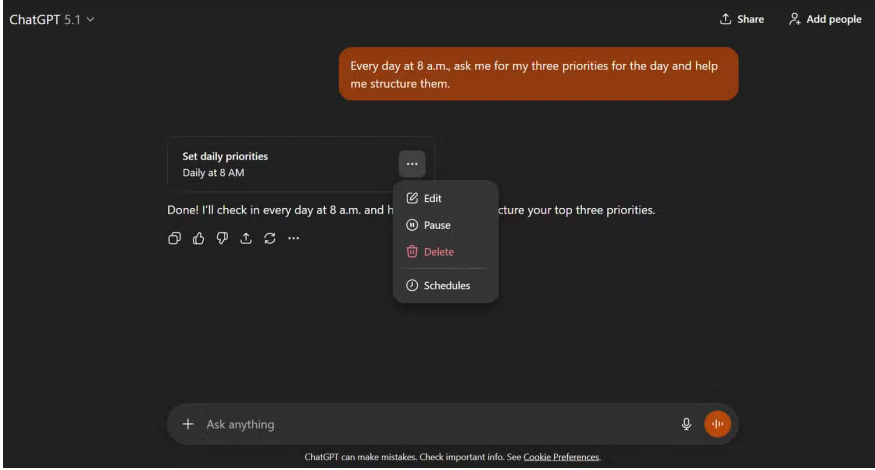 ChatGPT 5.1
Share
Add people
Every day at 8 a.m., ask me for my three priorities for the day and help
me structure them.
Set daily priorities
Daily at 8 AM
Edit
Pause
Delete
Schedules
Done! I'll check in every day at 8 a.m. and h cture your top three priorities.
Ask anything
ChatGPT can make mistakes. Check important info. See Cookie Preferences.